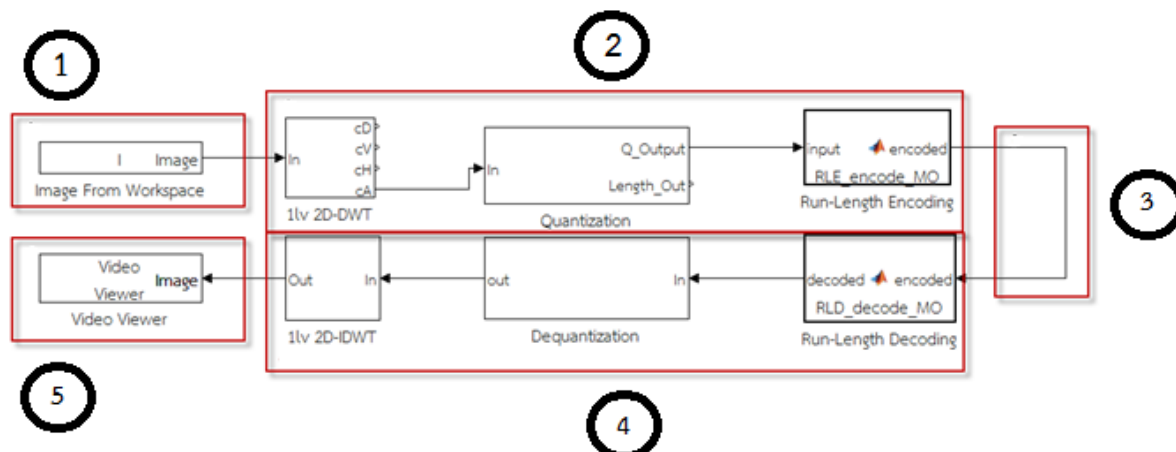 1
2
I Image
Image From Workspace
In
cD
cV
cH
cA
1lv 2D-DWT
In
Q_Output
Length_Out
Quantization
input encoded
RLE_encode_MO
Run-Length Encoding
3
Video
Viewer
Image
Video Viewer
Out In
1lv 2D-IDWT
out In
Dequantization
decoded encoded
RLD_decode_MO
Run-Length Decoding
5
4